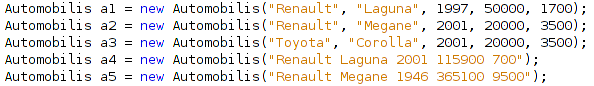 Automobilis a1 = new Automobilis("Renault", "Laguna", 1997, 50000, 1700);
Automobilis a2 = new Automobilis("Renault", "Megane", 2001, 20000, 3500);
Automobilis a3 = new Automobilis("Toyota", "Corolla", 2001, 20000, 3500);
Automobilis a4 = new Automobilis("Renault Laguna 2001 115900 700");
Automobilis a5 = new Automobilis("Renault Megane 1946 365100 9500");